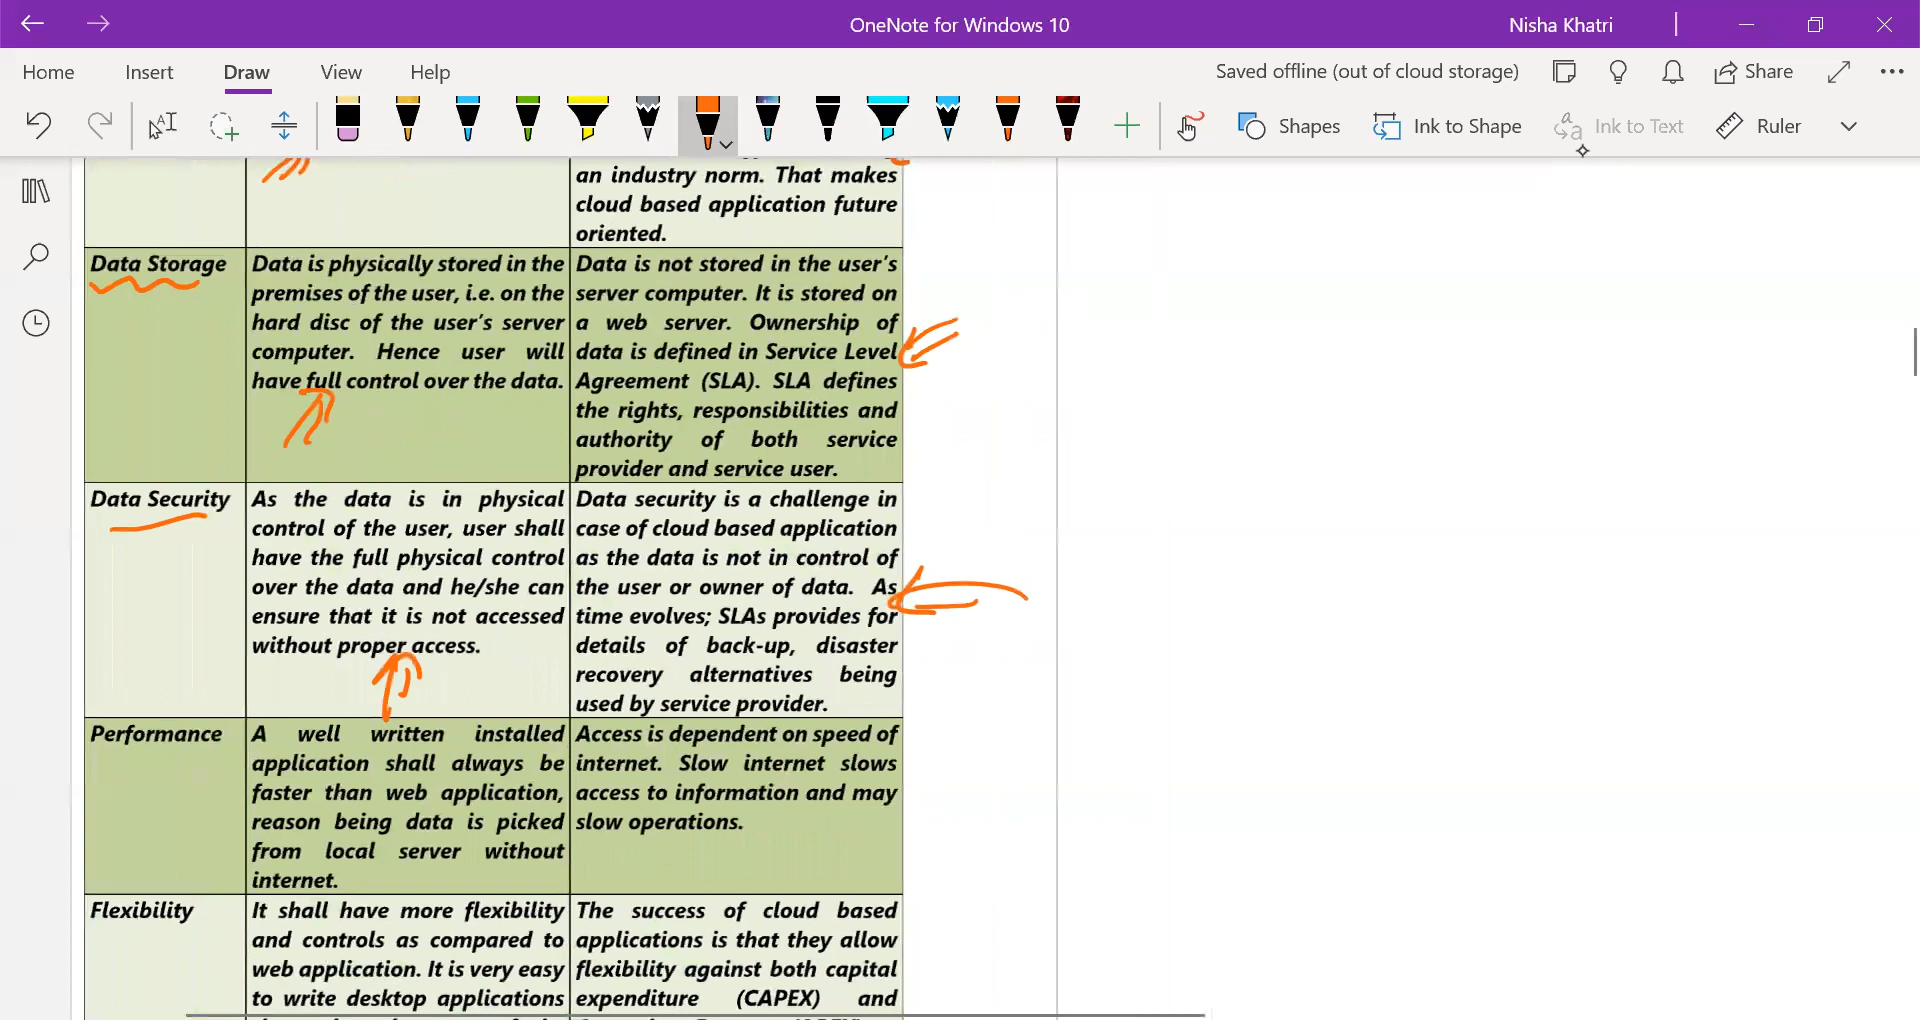 OneNote for Windows 10
Nisha Khatri
Home Insert Draw View Help
Saved offline (out of cloud storage)
Share
Shapes
Ink to Shape
Ink to Text
Ruler
an industry norm. That makes
cloud based application future
oriented.
Data Storage
Data is physically stored in the
premises of the user, i.e. on the
hard disc of the user's server
computer. Hence user will
have full control over the data.
Data is not stored in the user's
server computer. It is stored on
a web server. Ownership of
data is defined in Service Level
Agreement (SLA). SLA defines
the rights, responsibilities and
authority of both service
provider and service user.
Data Security
As the data is in physical
control of the user, user shall
have the full physical control
over the data and he/she can
ensure that it is not accessed
without proper access.
Data security is a challenge in
case of cloud based application
as the data is not in control of
the user or owner of data. As
time evolves; SLAs provides for
details of back-up, disaster
recovery alternatives being
used by service provider.
Performance
A well written installed
application shall always be
faster than web application,
reason being data is picked
from local server without
internet.
Access is dependent on speed of
internet. Slow internet slows
access to information and may
slow operations.
Flexibility
It shall have more flexibility
and controls as compared to
web application. It is very easy
to write desktop applications
The success of cloud based
applications is that they allow
flexibility against both capital
expenditure (CAPEX) and